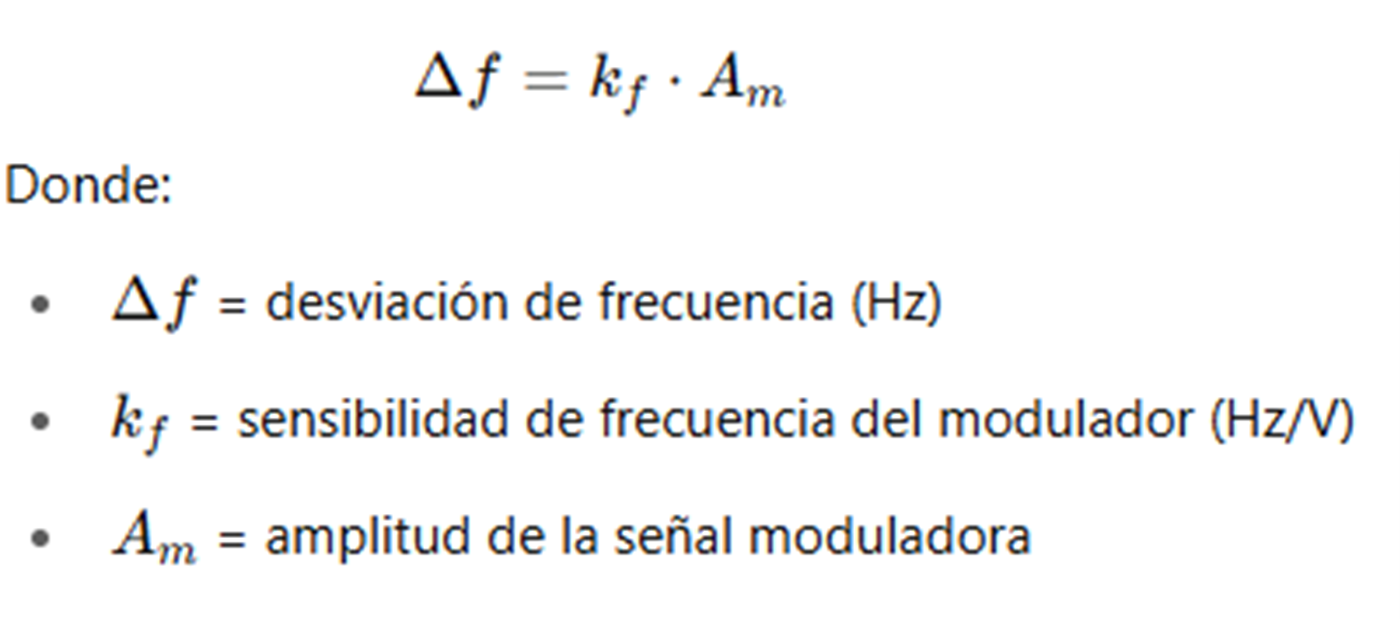 Δf = k_f · A_m
Donde:
• Δf = desviación de frecuencia (Hz)
• k_f = sensibilidad de frecuencia del modulador (Hz/V)
• A_m = amplitud de la señal moduladora